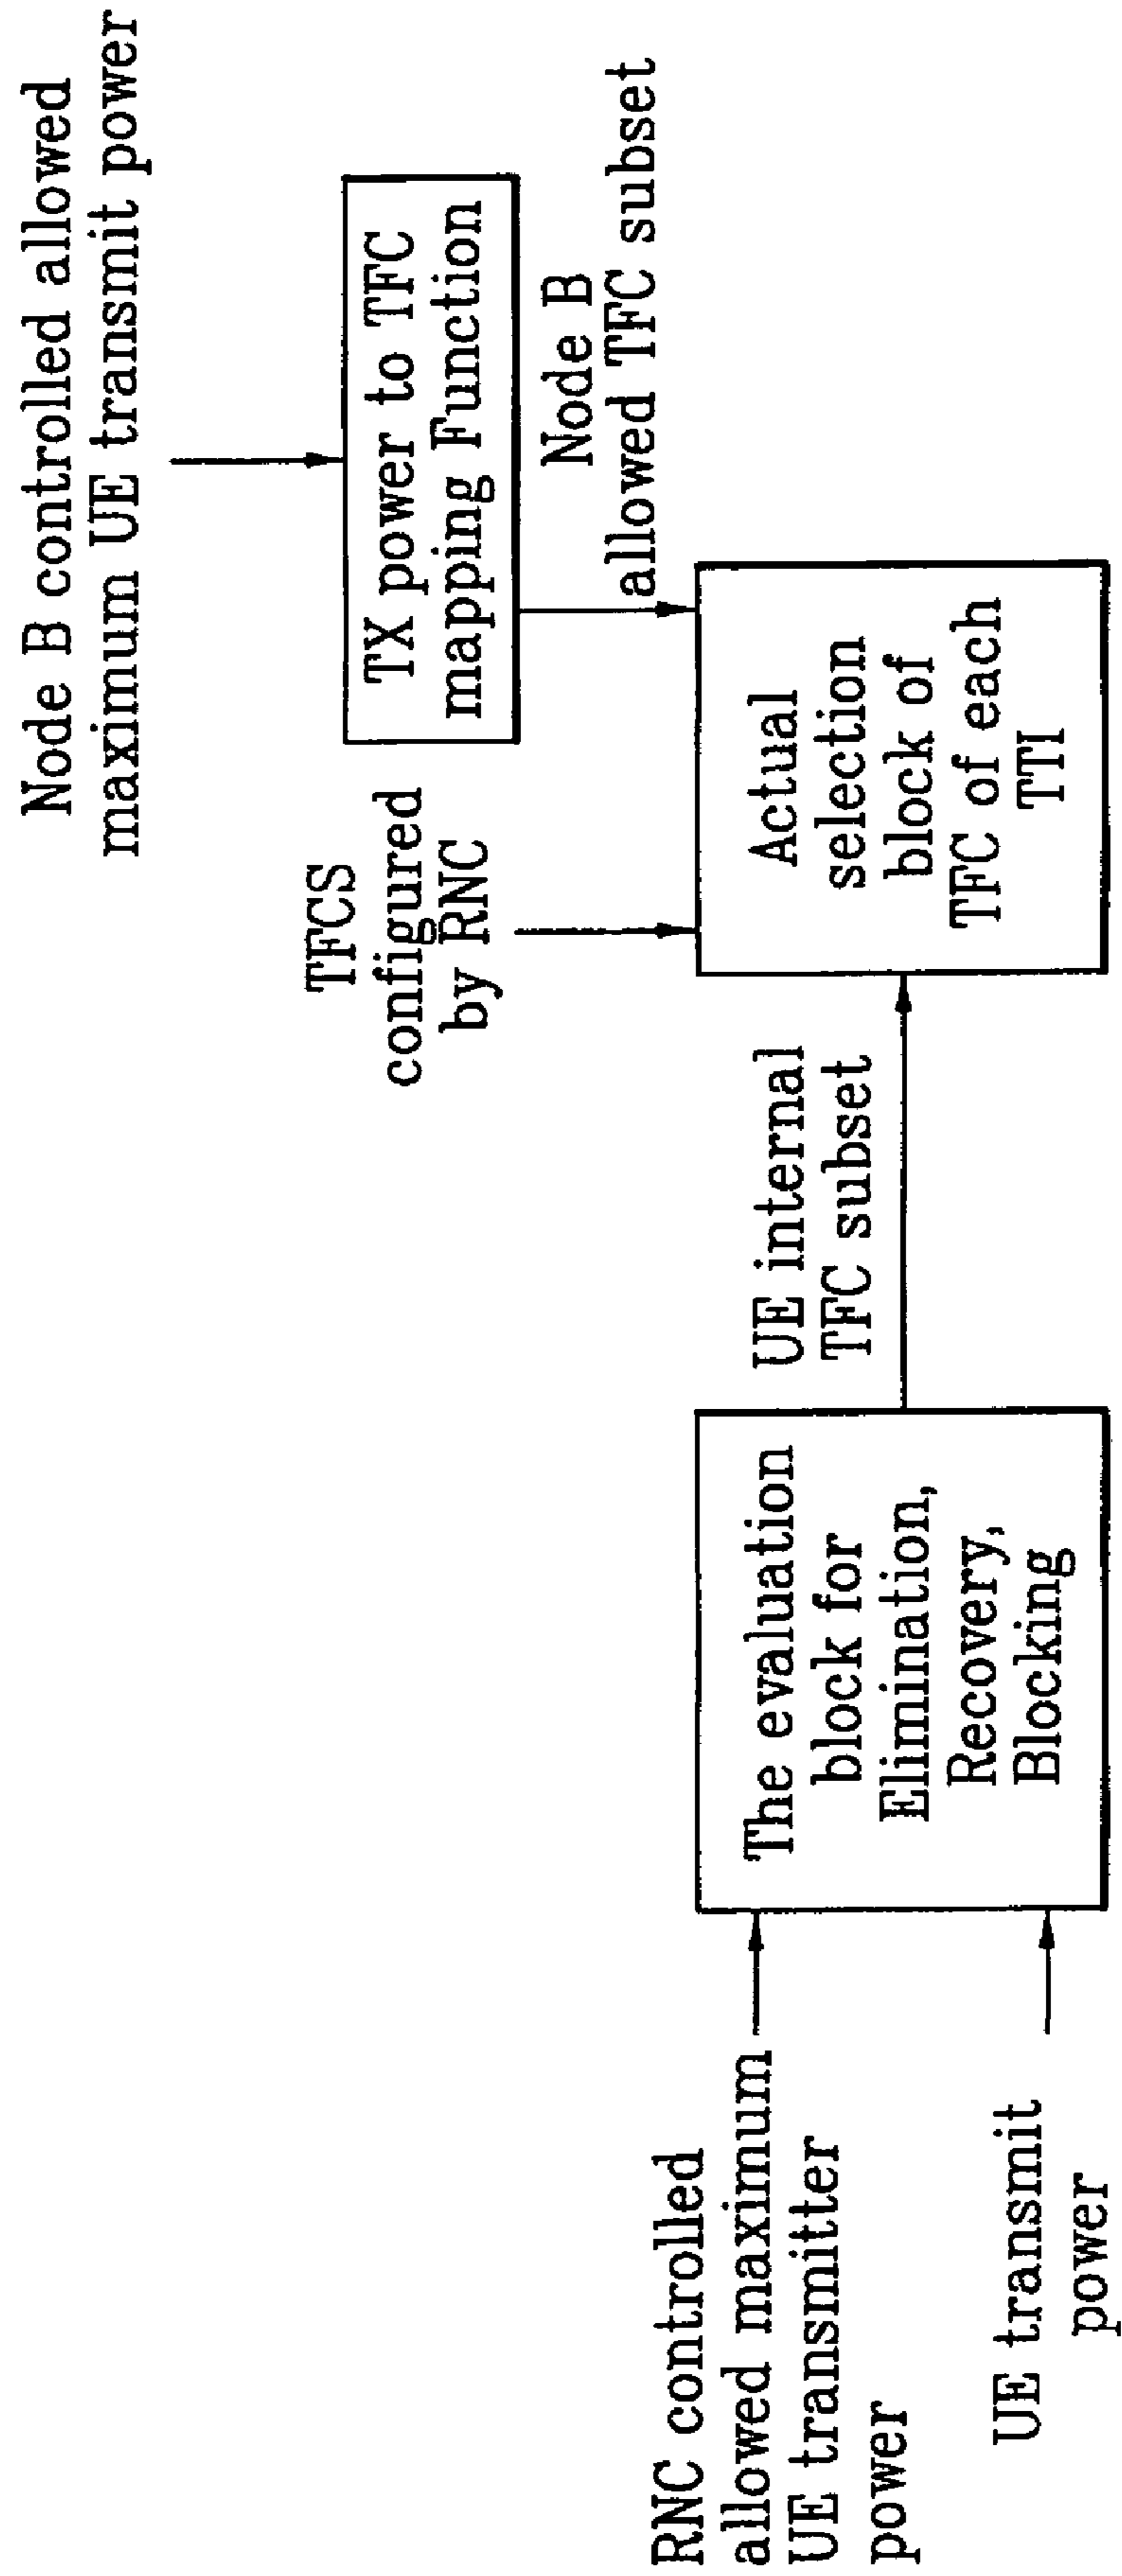 Node B controlled allowed
maximum UE transmit power
TX power to TFC
mapping Function
TFCS
configured
by RNC
Node B
allowed TFC subset
RNC controlled
allowed maximum
UE transmitter
power
UE transmit
power
The evaluation
block for
Elimination,
Recovery,
Blocking
UE internal
TFC subset
Actual
selection
block of
TFC of each
TTI